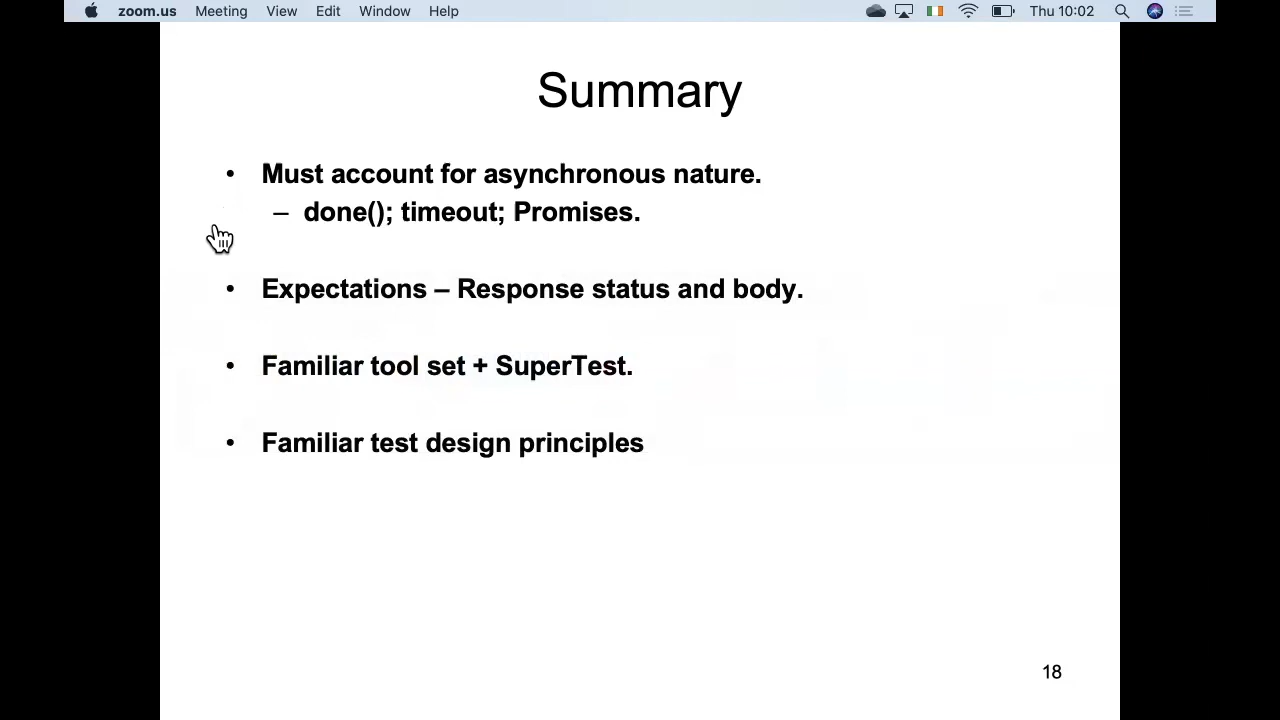 zoom.us Meeting View Edit Window Help Thu 10:02
Summary
• Must account for asynchronous nature.
– done(); timeout; Promises.
• Expectations – Response status and body.
• Familiar tool set + SuperTest.
• Familiar test design principles
18